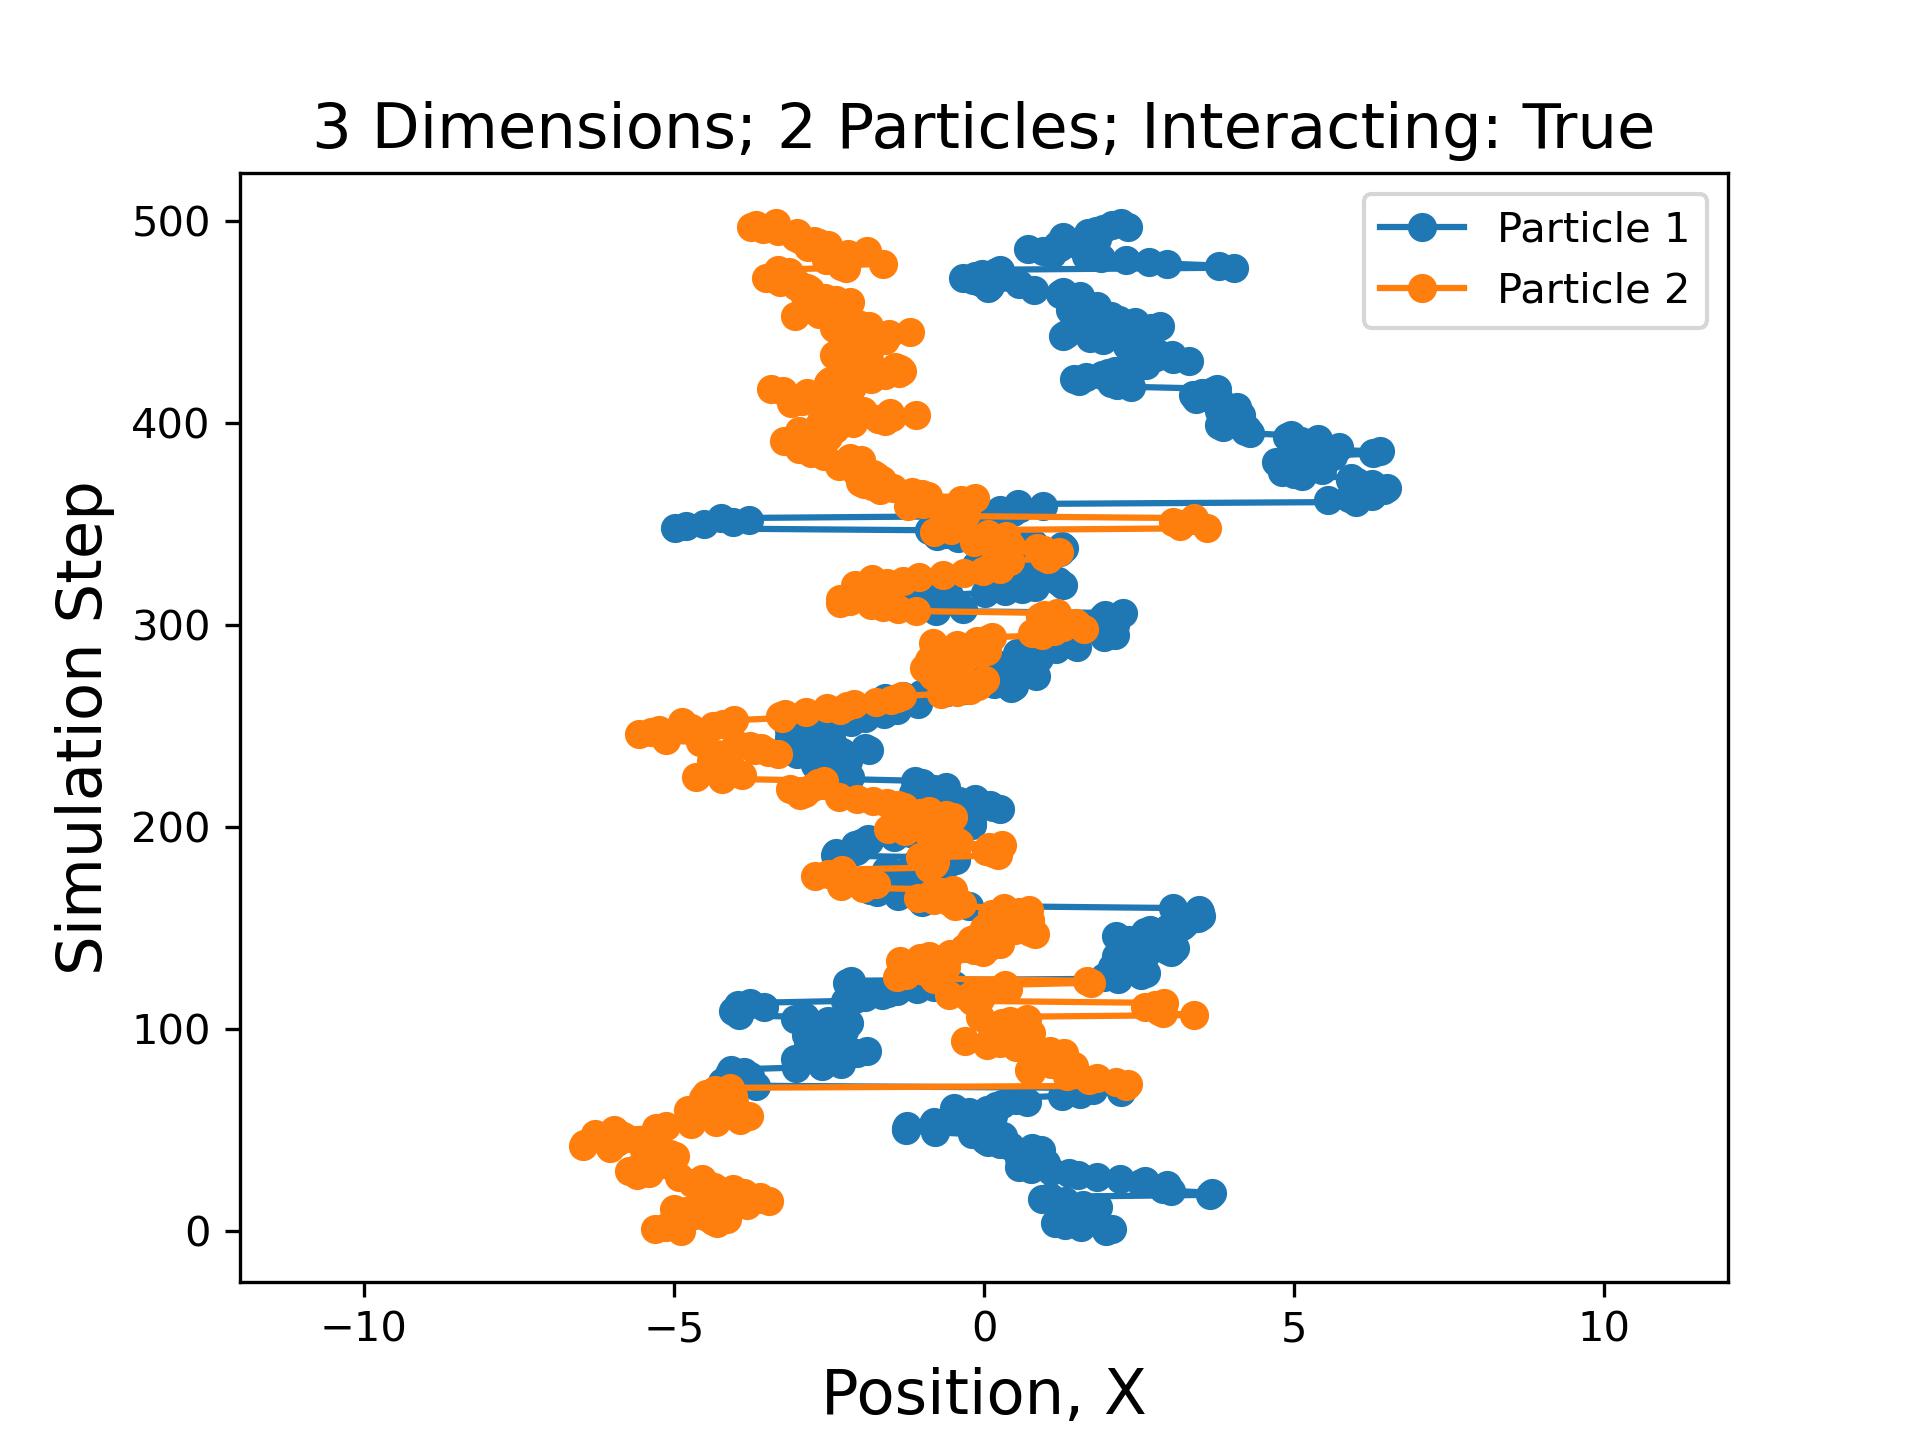 3 Dimensions; 2 Particles; Interacting: True
Particle 1
Particle 2
500
400
300
200
100
0
Simulation Step
−10
−5
0
5
10
Position, X